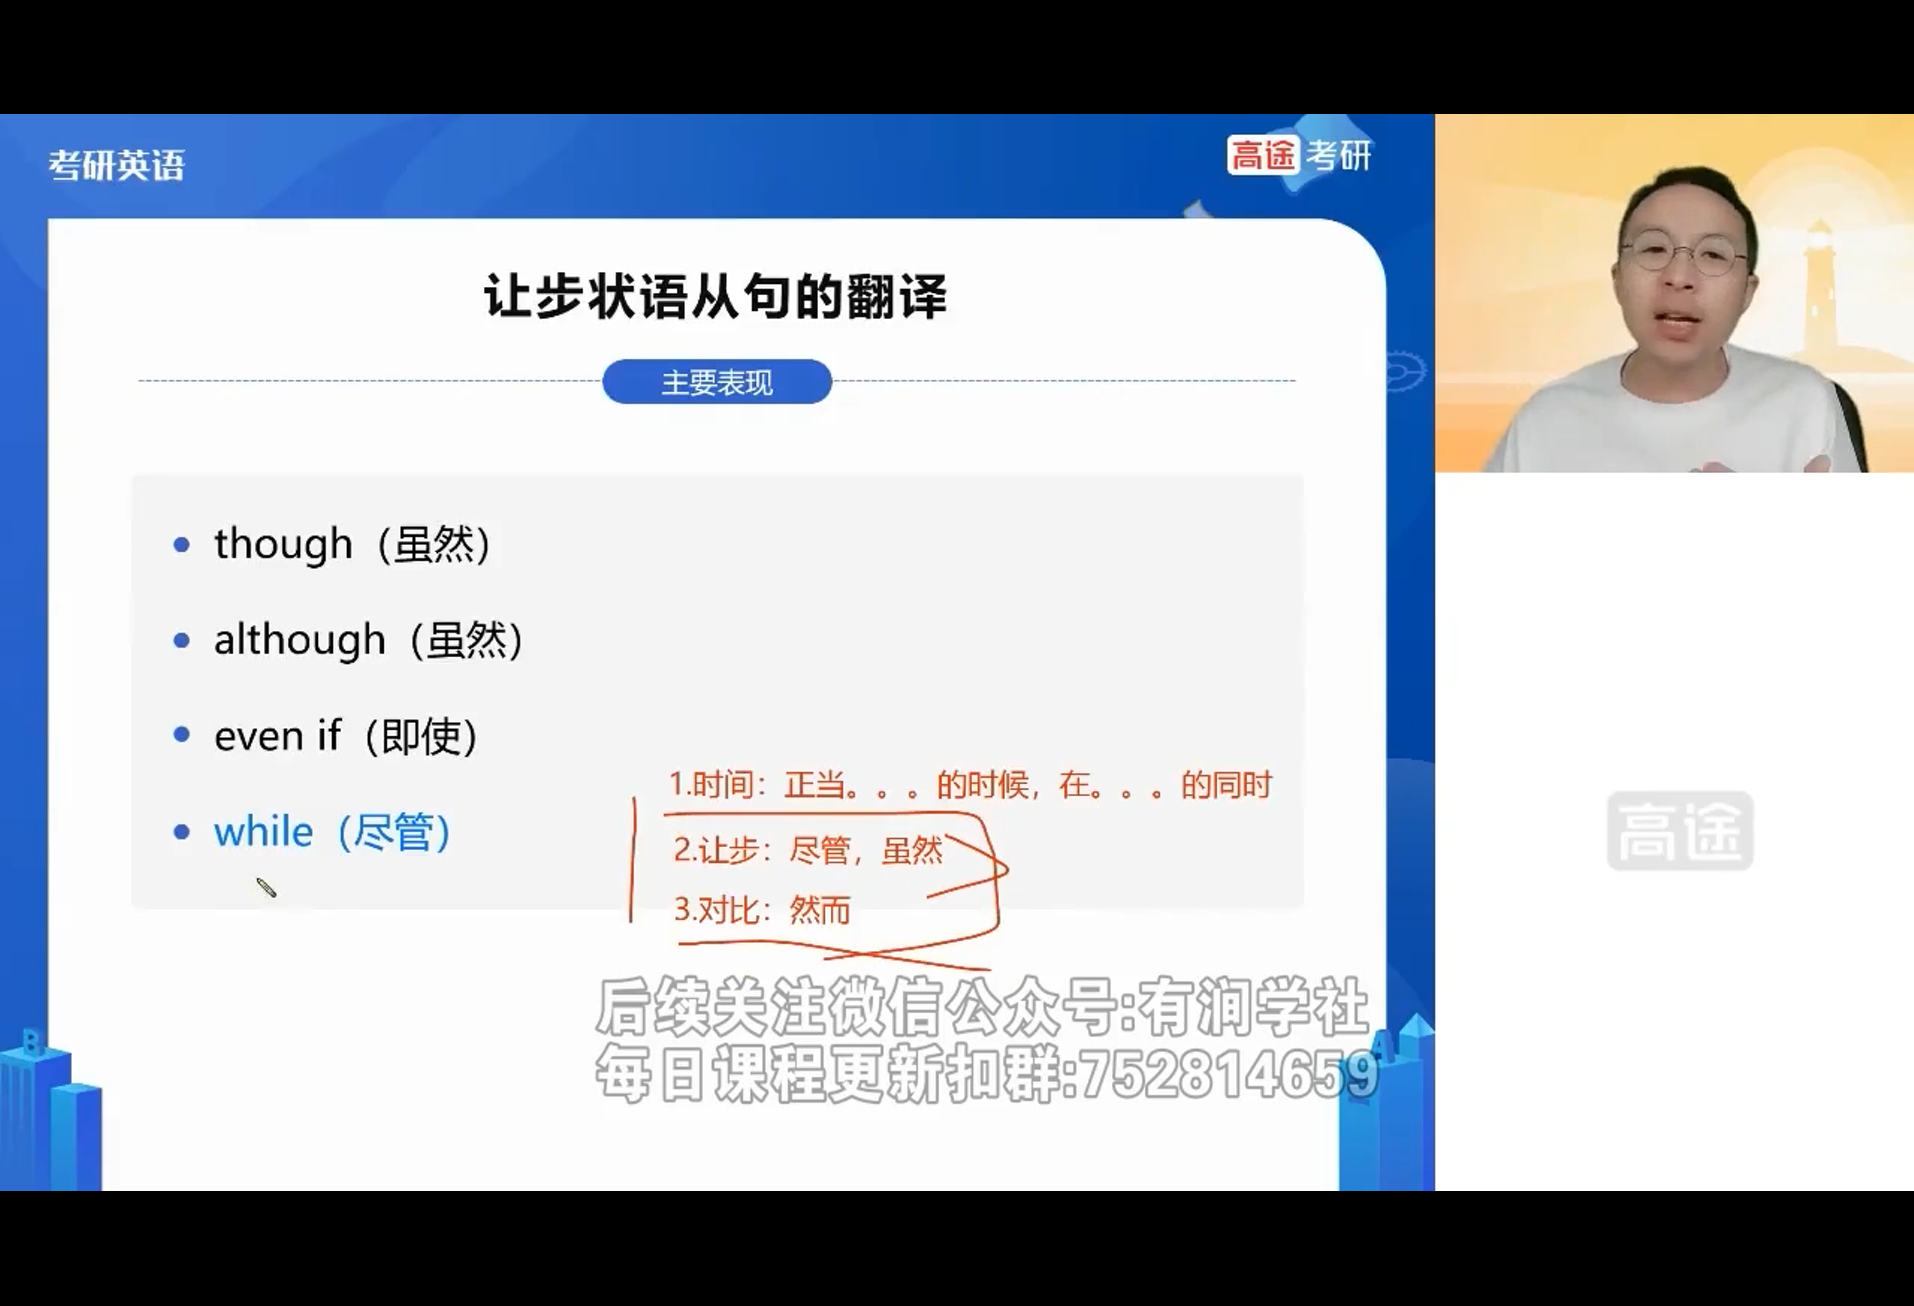 考研英语
高途 考研
让步状语从句的翻译
主要表现
though（虽然）
although（虽然）
even if（即使）
while（尽管）
1.时间：正当。。。的时候，在。。。的同时
2.让步：尽管，虽然
3.对比：然而
后续关注微信公众号:有润学社
每日课程更新扣群:752814659
高途
B
A